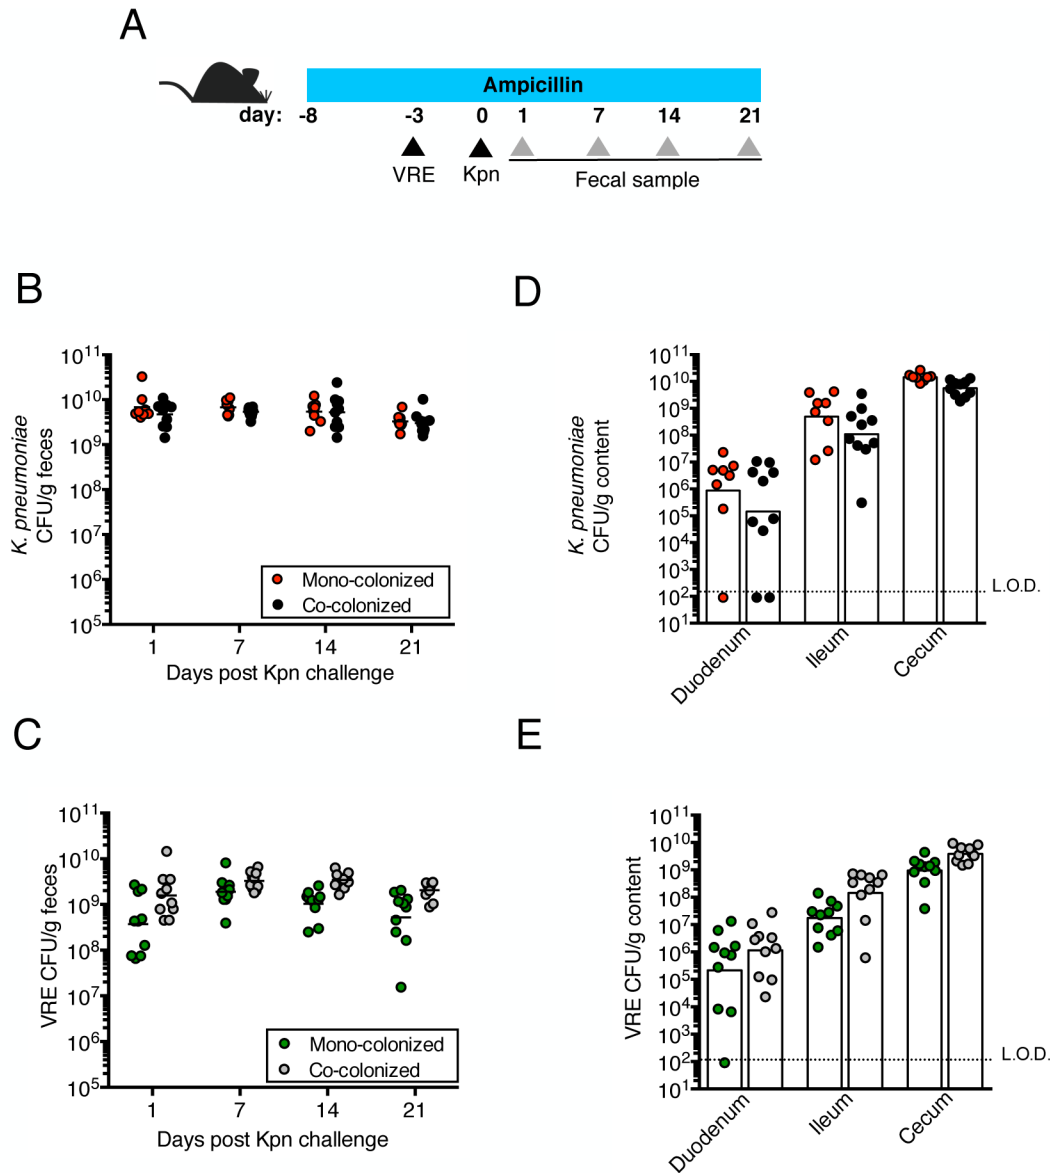 A
Ampicillin
day: -8 -3 0 1 7 14 21
VRE Kpn Fecal sample
B
K. pneumoniae
CFU/g feces
10¹¹
10¹⁰
10⁹
10⁸
10⁷
10⁶
10⁵
Mono-colonized
Co-colonized
1 7 14 21
Days post Kpn challenge
D
K. pneumoniae
CFU/g content
10¹¹
10¹⁰
10⁹
10⁸
10⁷
10⁶
10⁵
10⁴
10³
10²
10¹
L.O.D.
Duodenum Ileum Cecum
C
VRE CFU/g feces
10¹¹
10¹⁰
10⁹
10⁸
10⁷
10⁶
10⁵
Mono-colonized
Co-colonized
1 7 14 21
Days post Kpn challenge
E
VRE CFU/g content
10¹¹
10¹⁰
10⁹
10⁸
10⁷
10⁶
10⁵
10⁴
10³
10²
10¹
L.O.D.
Duodenum Ileum Cecum